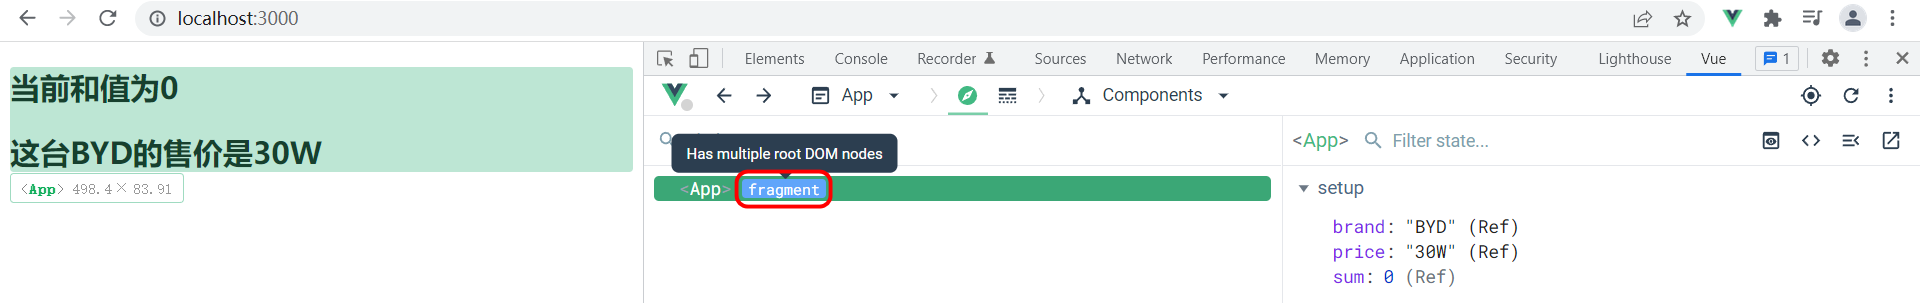 localhost:3000
Elements Console Recorder Sources Network Performance Memory Application Security Lighthouse Vue 1
当前和值为0
这台BYD的售价是30W
<App> 498.4×83.91
App Components
Has multiple root DOM nodes
<App> fragment
<App> Filter state...
setup
brand: "BYD" (Ref)
price: "30W" (Ref)
sum: 0 (Ref)